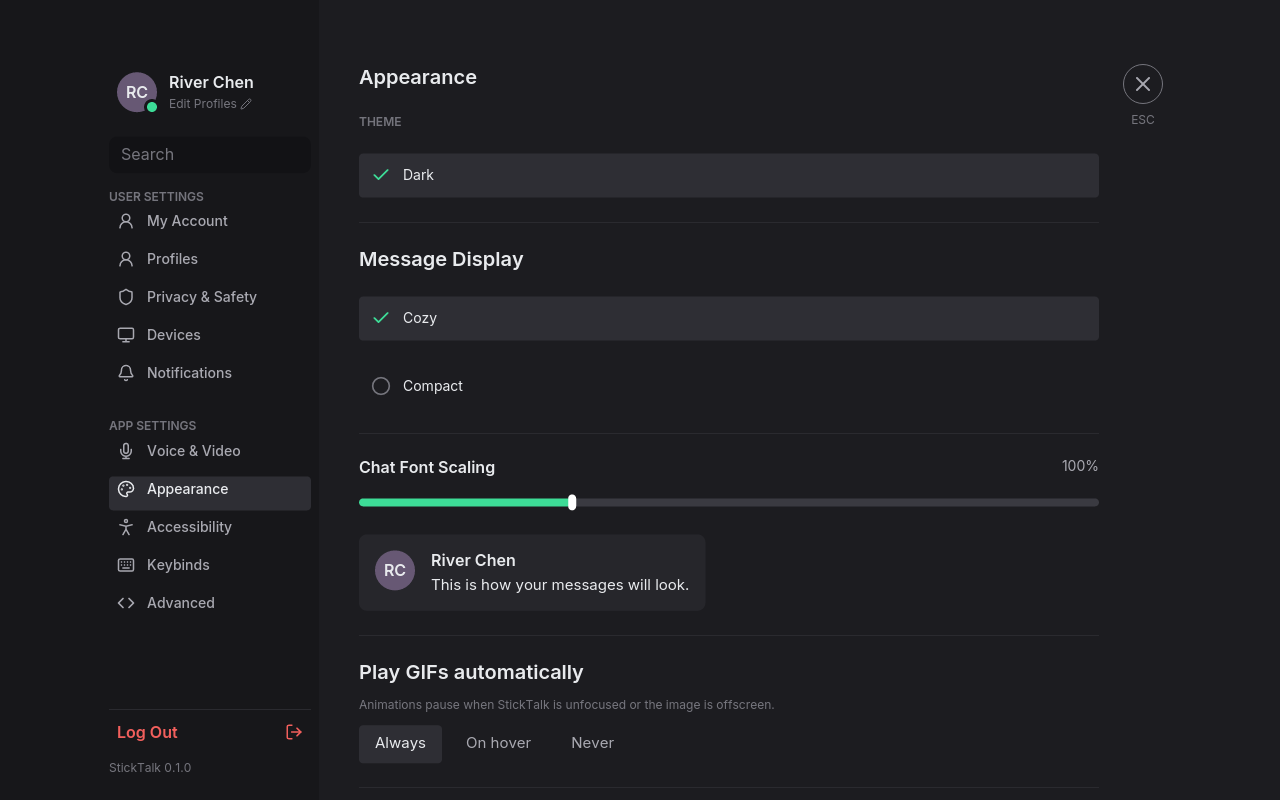 RC
River Chen
Edit Profiles
Search
USER SETTINGS
My Account
Profiles
Privacy & Safety
Devices
Notifications
APP SETTINGS
Voice & Video
Appearance
Accessibility
Keybinds
Advanced
Log Out
StickTalk 0.1.0
Appearance
ESC
THEME
Dark
Message Display
Cozy
Compact
Chat Font Scaling
100%
RC
River Chen
This is how your messages will look.
Play GIFs automatically
Animations pause when StickTalk is unfocused or the image is offscreen.
Always
On hover
Never